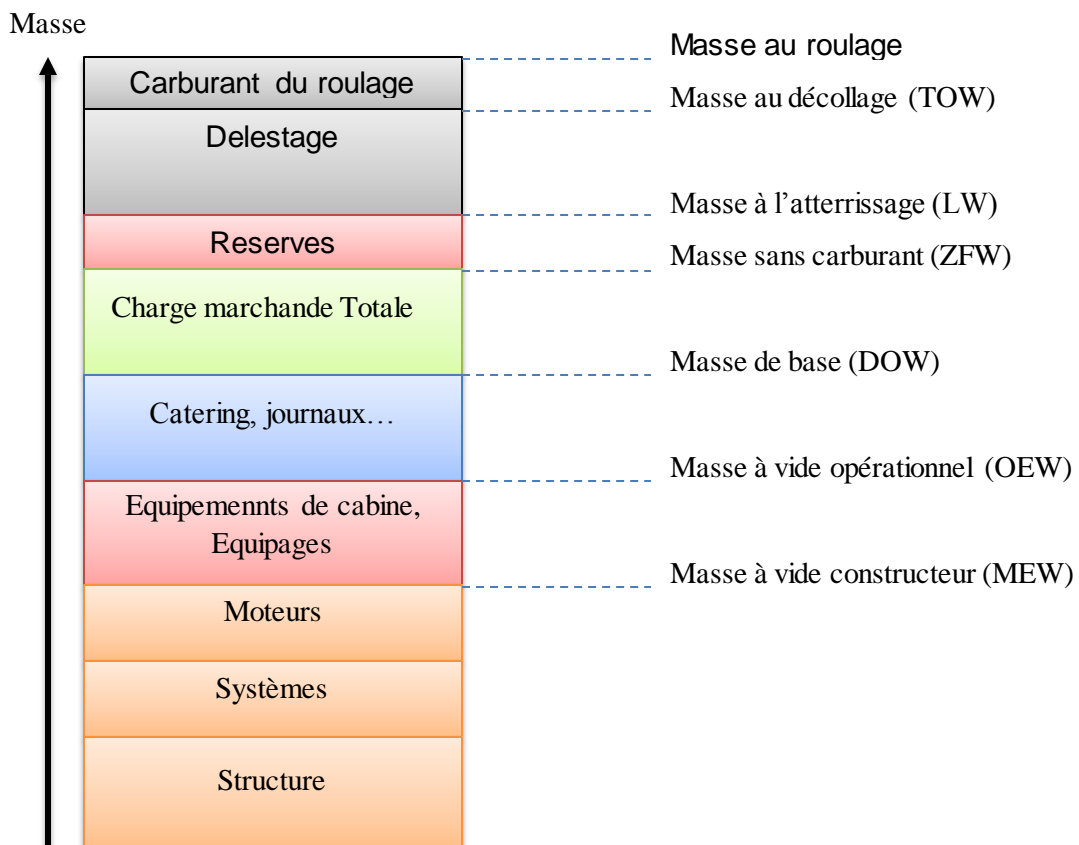 Masse
Masse au roulage
Carburant du roulage
Masse au décollage (TOW)
Delestage
Masse à l’atterrissage (LW)
Reserves
Masse sans carburant (ZFW)
Charge marchande Totale
Masse de base (DOW)
Catering, journaux…
Masse à vide opérationnel (OEW)
Equipemennts de cabine,
Equipages
Masse à vide constructeur (MEW)
Moteurs
Systèmes
Structure